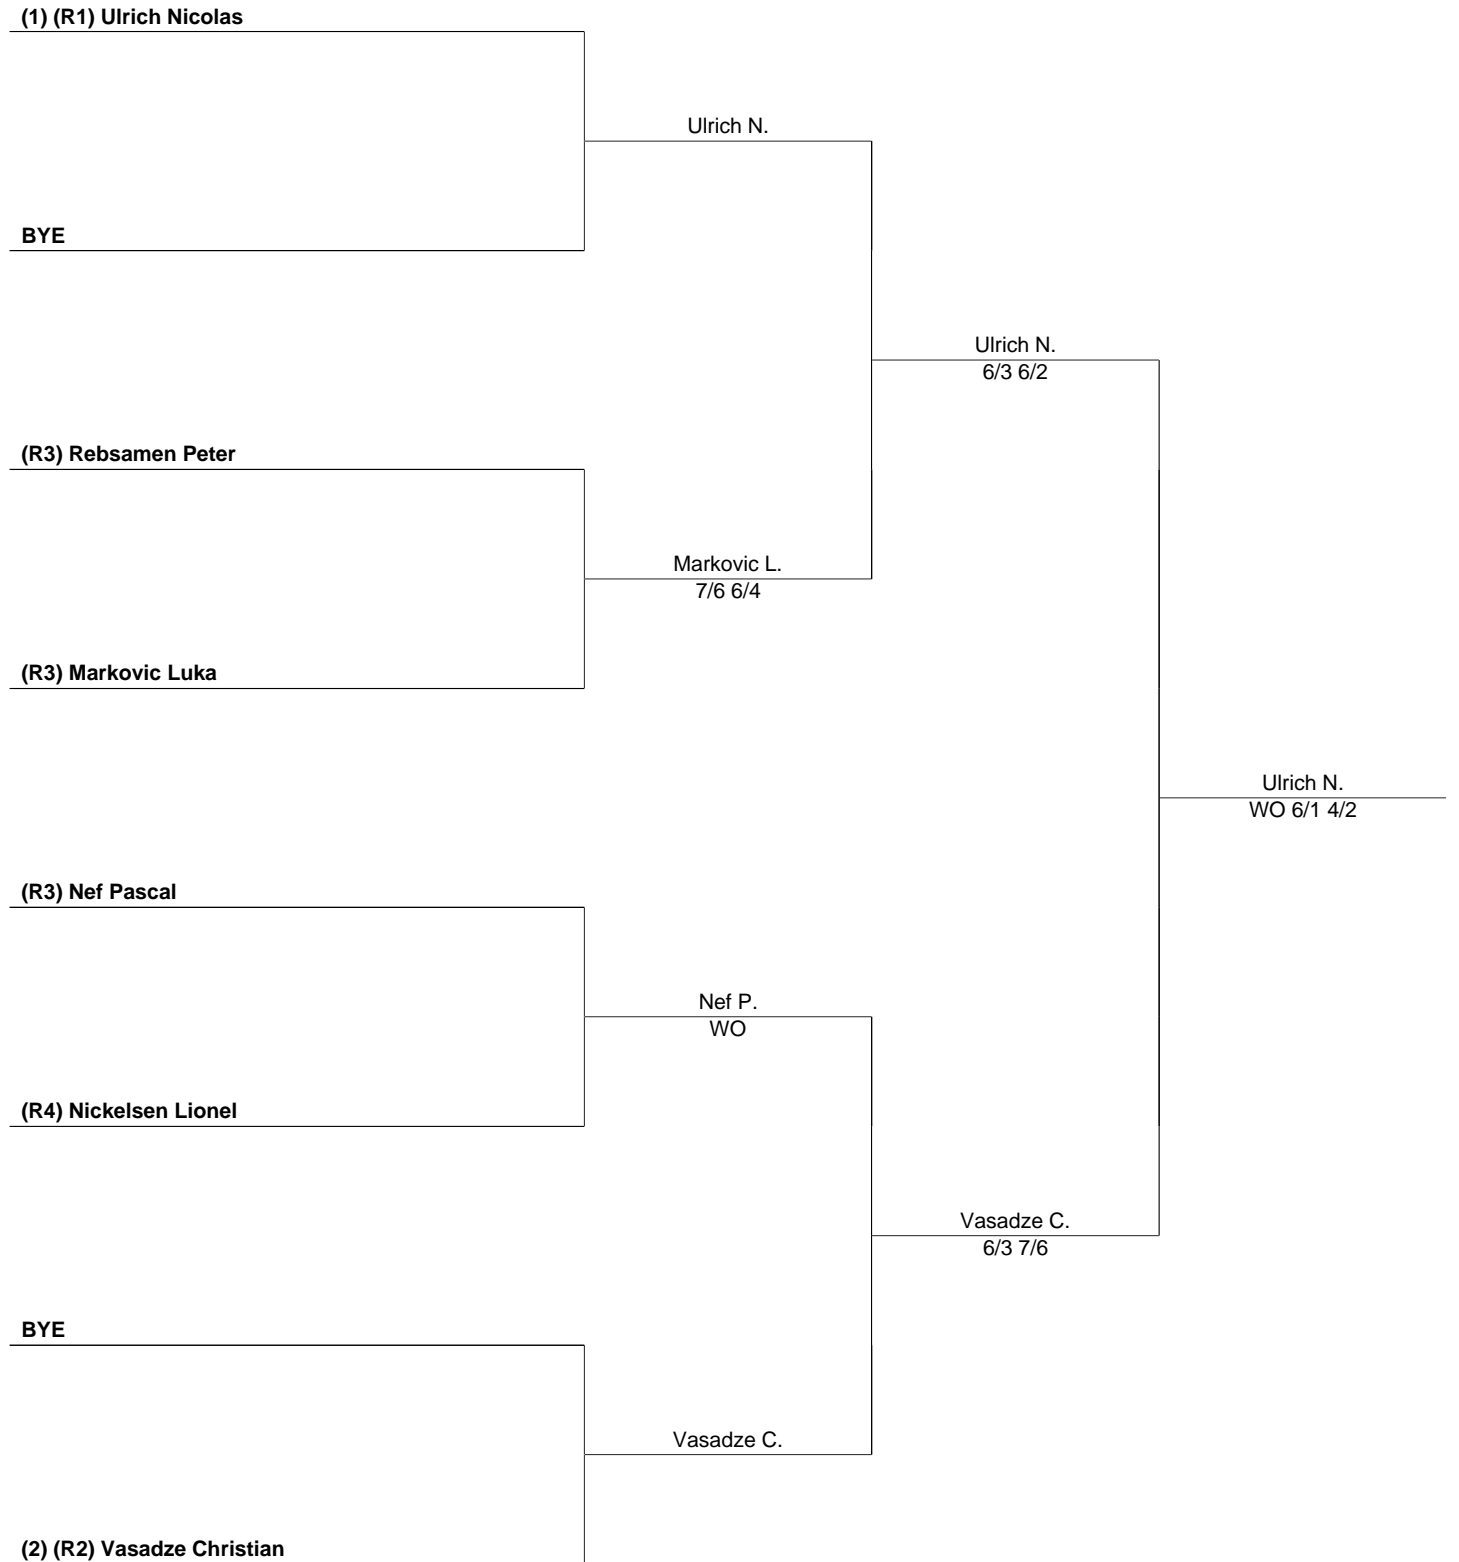 (1) (R1) Ulrich Nicolas
Ulrich N.
BYE
Ulrich N.
6/3 6/2
(R3) Rebsamen Peter
Markovic L.
7/6 6/4
(R3) Markovic Luka
Ulrich N.
WO 6/1 4/2
(R3) Nef Pascal
Nef P.
WO
(R4) Nickelsen Lionel
Vasadze C.
6/3 7/6
BYE
Vasadze C.
(2) (R2) Vasadze Christian